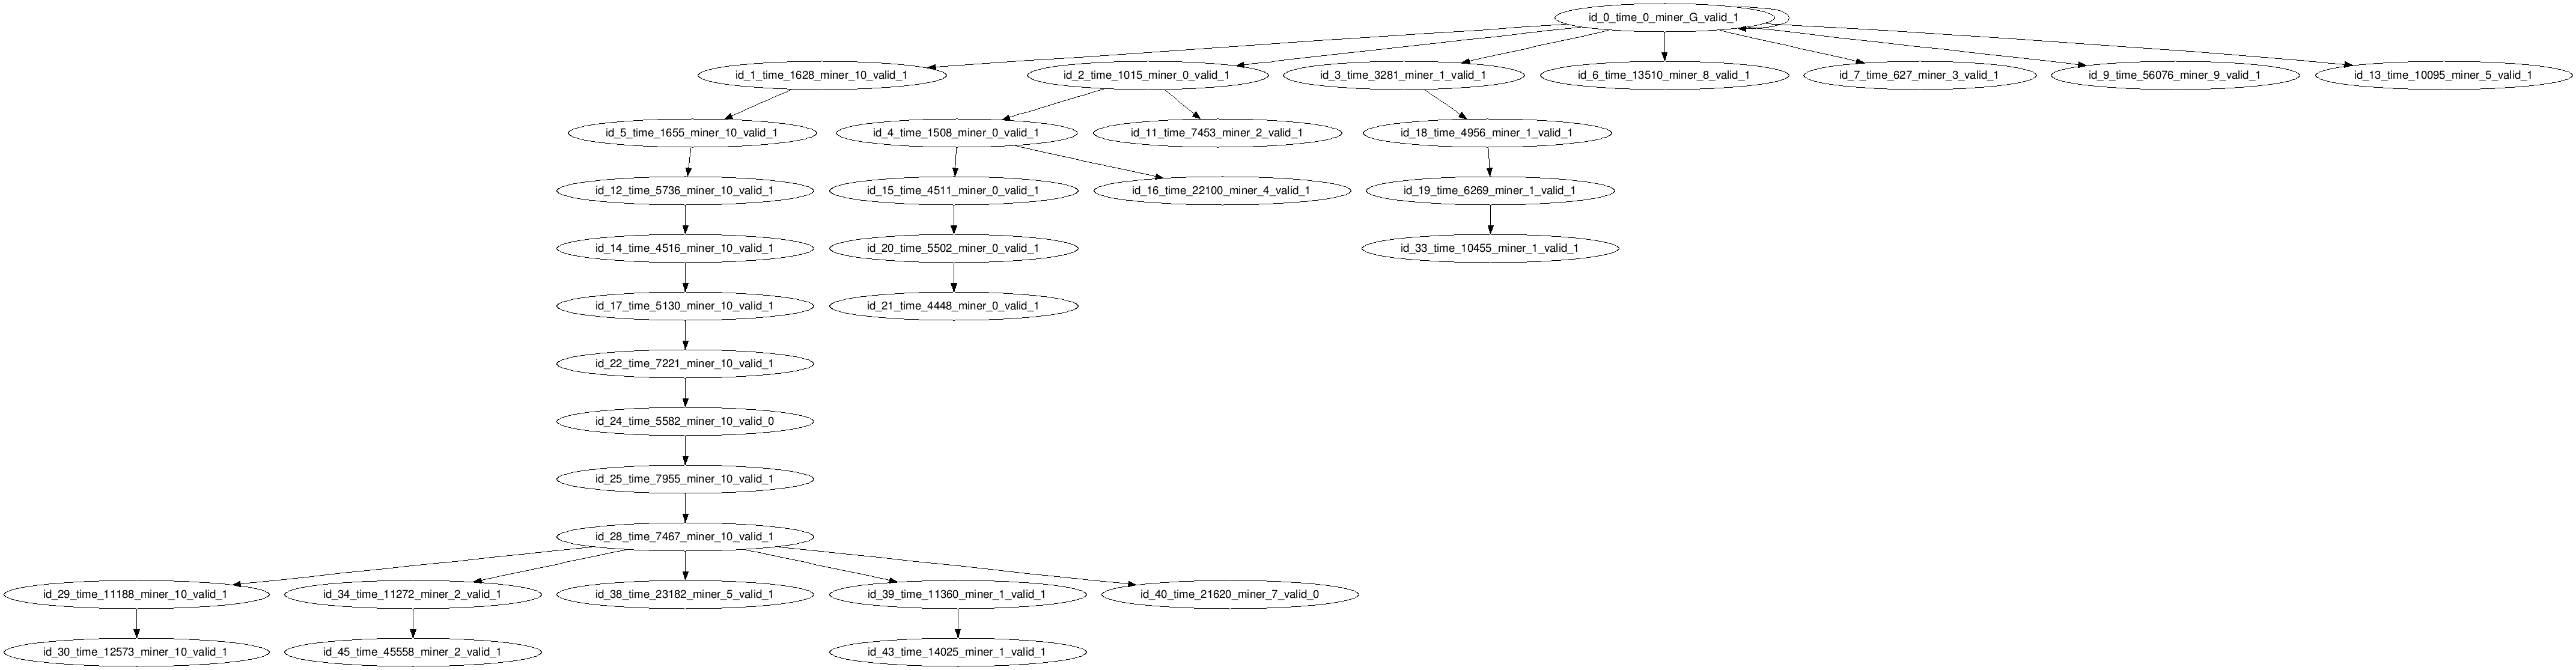 id_0_time_0_miner_G_valid_1
id_1_time_1628_miner_10_valid_1
id_2_time_1015_miner_0_valid_1
id_3_time_3281_miner_1_valid_1
id_6_time_13510_miner_8_valid_1
id_7_time_627_miner_3_valid_1
id_9_time_56076_miner_9_valid_1
id_13_time_10095_miner_5_valid_1
id_5_time_1655_miner_10_valid_1
id_4_time_1508_miner_0_valid_1
id_11_time_7453_miner_2_valid_1
id_18_time_4956_miner_1_valid_1
id_12_time_5736_miner_10_valid_1
id_15_time_4511_miner_0_valid_1
id_16_time_22100_miner_4_valid_1
id_19_time_6269_miner_1_valid_1
id_14_time_4516_miner_10_valid_1
id_20_time_5502_miner_0_valid_1
id_33_time_10455_miner_1_valid_1
id_17_time_5130_miner_10_valid_1
id_21_time_4448_miner_0_valid_1
id_22_time_7221_miner_10_valid_1
id_24_time_5582_miner_10_valid_0
id_25_time_7955_miner_10_valid_1
id_28_time_7467_miner_10_valid_1
id_29_time_11188_miner_10_valid_1
id_34_time_11272_miner_2_valid_1
id_38_time_23182_miner_5_valid_1
id_39_time_11360_miner_1_valid_1
id_40_time_21620_miner_7_valid_0
id_30_time_12573_miner_10_valid_1
id_45_time_45558_miner_2_valid_1
id_43_time_14025_miner_1_valid_1